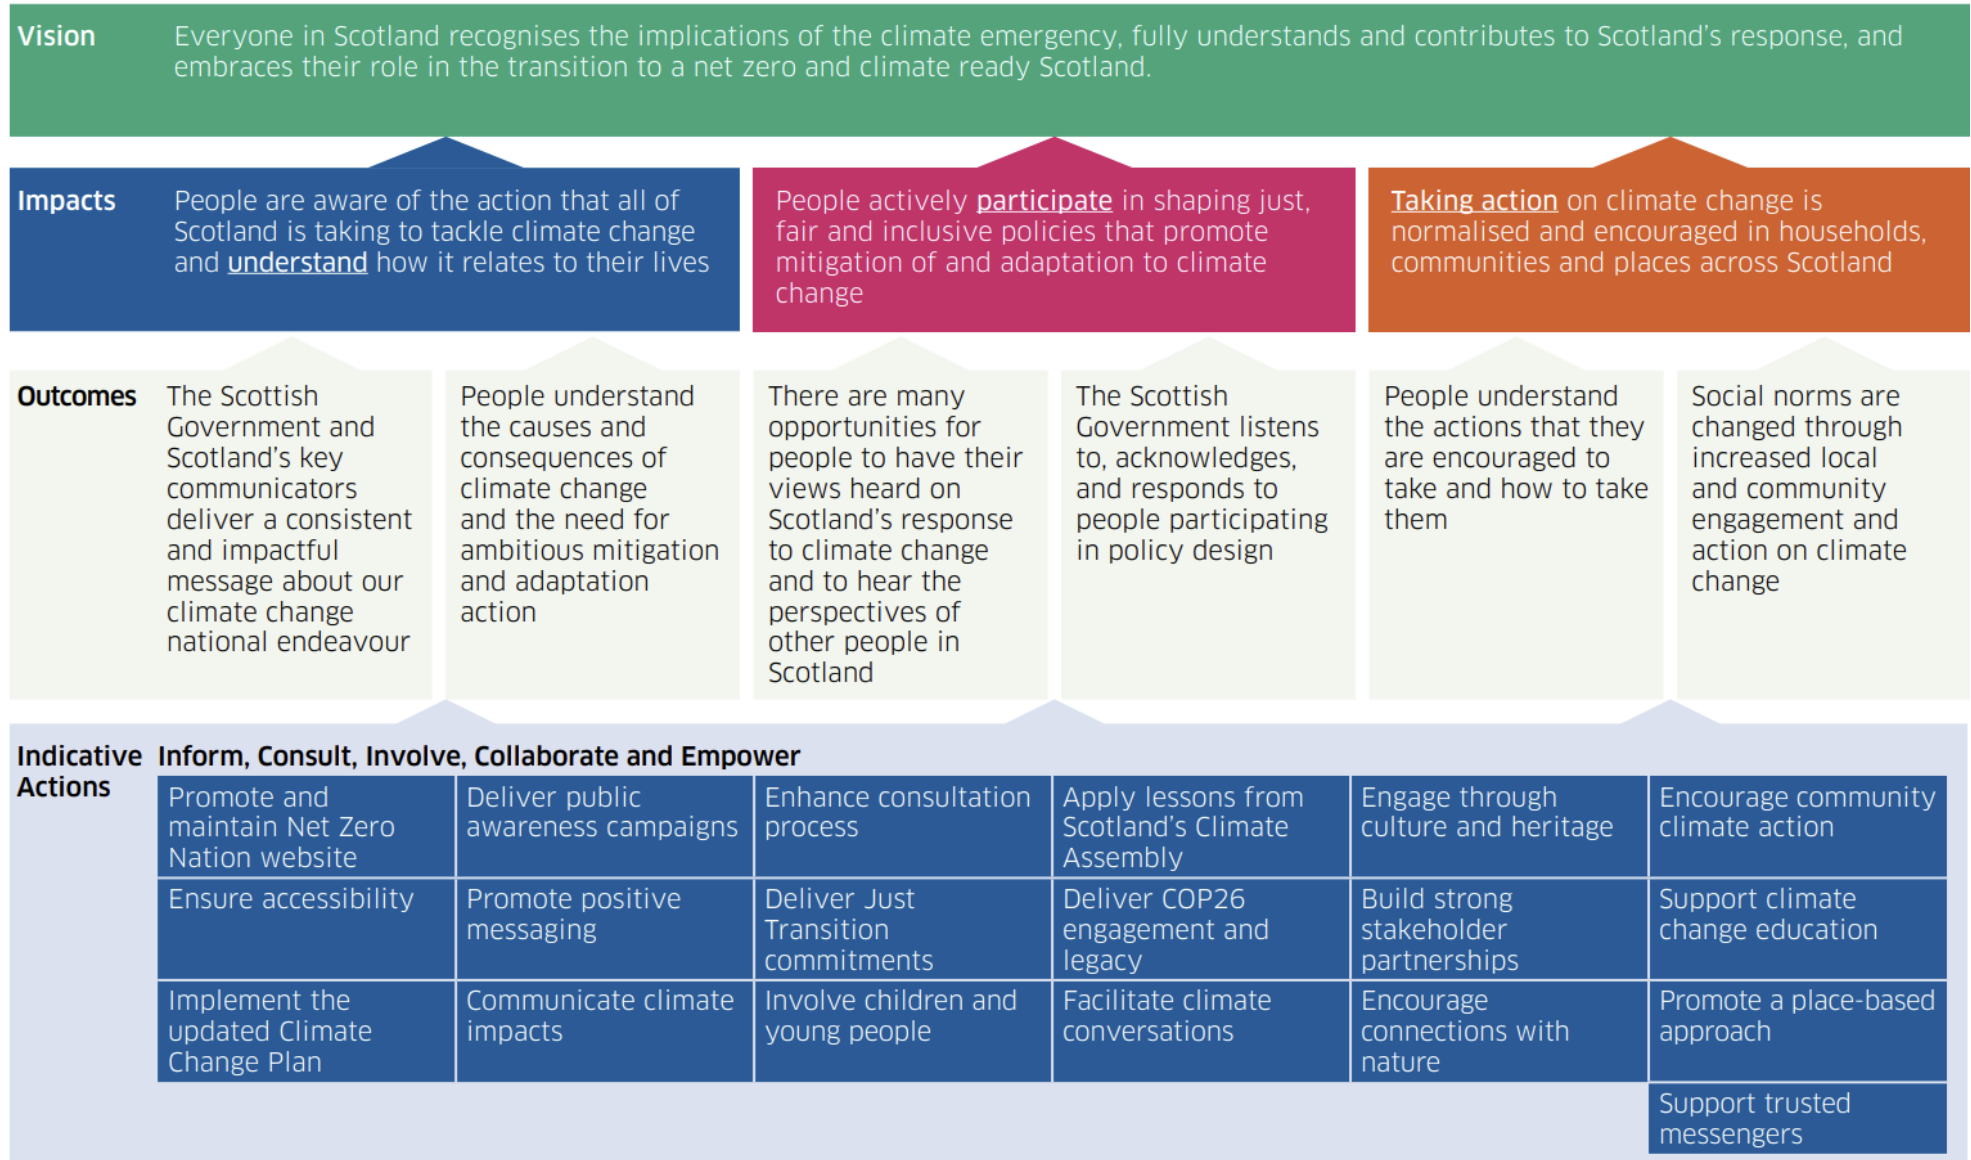 Vision
Everyone in Scotland recognises the implications of the climate emergency, fully understands and contributes to Scotland's response, and
embraces their role in the transition to a net zero and climate ready Scotland.
Impacts
People are aware of the action that all of
Scotland is taking to tackle climate change
and understand how it relates to their lives
People actively participate in shaping just,
fair and inclusive policies that promote
mitigation of and adaptation to climate
change
Taking action on climate change is
normalised and encouraged in households,
communities and places across Scotland
Outcomes
The Scottish
Government and
Scotland's key
communicators
deliver a consistent
and impactful
message about our
climate change
national endeavour
People understand
the causes and
consequences of
climate change
and the need for
ambitious mitigation
and adaptation
action
There are many
opportunities for
people to have their
views heard on
Scotland's response
to climate change
and to hear the
perspectives of
other people in
Scotland
The Scottish
Government listens
to, acknowledges,
and responds to
people participating
in policy design
People understand
the actions that they
are encouraged to
take and how to take
them
Social norms are
changed through
increased local
and community
engagement and
action on climate
change
Indicative
Actions
Inform, Consult, Involve, Collaborate and Empower
Promote and
maintain Net Zero
Nation website
Deliver public
awareness campaigns
Enhance consultation
process
Apply lessons from
Scotland's Climate
Assembly
Engage through
culture and heritage
Encourage community
climate action
Ensure accessibility
Promote positive
messaging
Deliver Just
Transition
commitments
Deliver COP26
engagement and
legacy
Build strong
stakeholder
partnerships
Support climate
change education
Implement the
updated Climate
Change Plan
Communicate climate
impacts
Involve children and
young people
Facilitate climate
conversations
Encourage
connections with
nature
Promote a place-based
approach
Support trusted
messengers